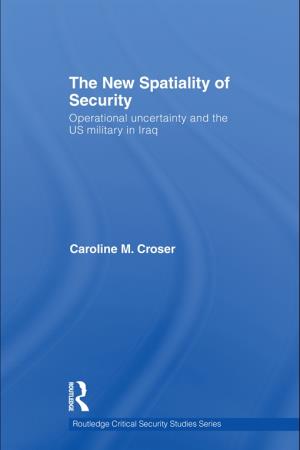 The New Spatiality of
Security
Operational uncertainty and the
US military in Iraq
Caroline M. Croser
ROUTLEDGE
Routledge Critical Security Studies Series